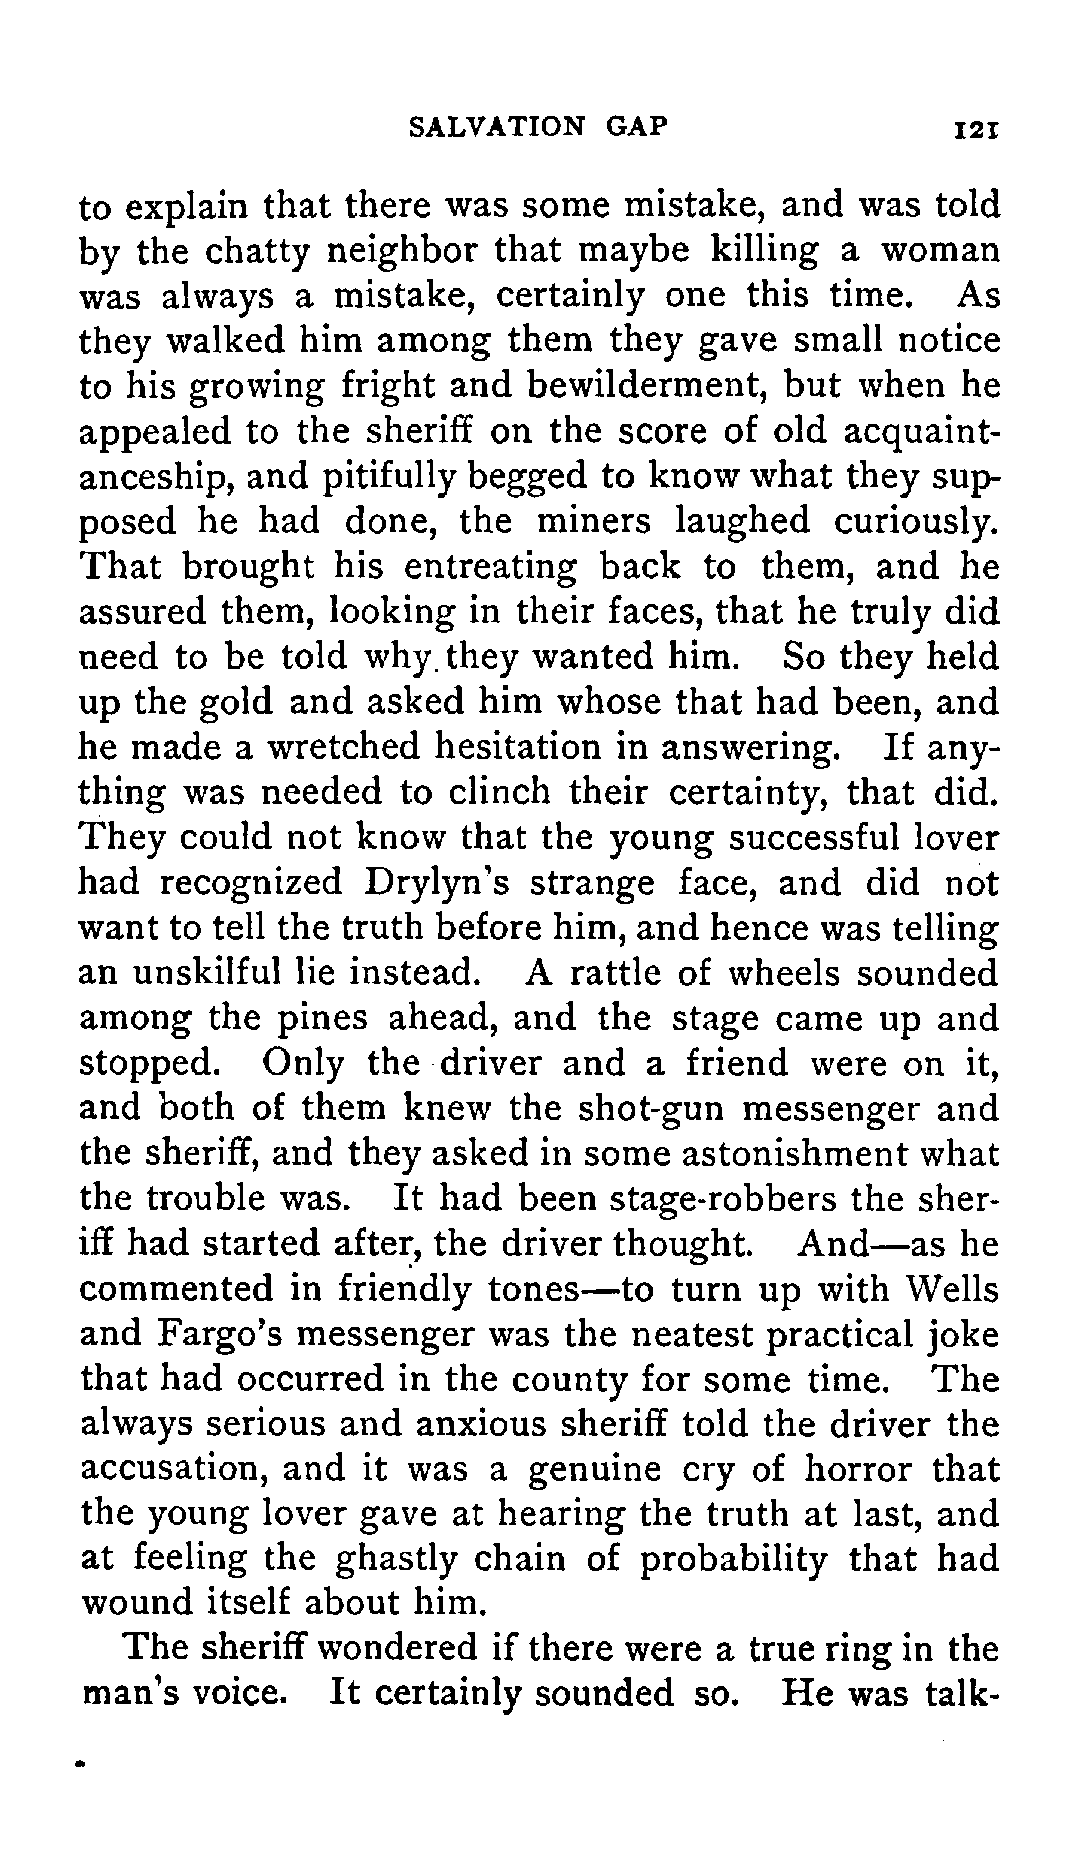 SALVATION GAP 121
to explain that there was some mistake, and was told
by the chatty neighbor that maybe killing a woman
was always a mistake, certainly one this time. As
they walked him among them they gave small notice
to his growing fright and bewilderment, but when he
appealed to the sheriff on the score of old acquaint-
anceship, and pitifully begged to know what they sup-
posed he had done, the miners laughed curiously.
That brought his entreating back to them, and he
assured them, looking in their faces, that he truly did
need to be told why they wanted him. So they held
up the gold and asked him whose that had been, and
he made a wretched hesitation in answering. If any-
thing was needed to clinch their certainty, that did.
They could not know that the young successful lover
had recognized Drylyn's strange face, and did not
want to tell the truth before him, and hence was telling
an unskilful lie instead. A rattle of wheels sounded
among the pines ahead, and the stage came up and
stopped. Only the driver and a friend were on it,
and both of them knew the shot-gun messenger and
the sheriff, and they asked in some astonishment what
the trouble was. It had been stage-robbers the sher-
iff had started after, the driver thought. And—as he
commented in friendly tones—to turn up with Wells
and Fargo's messenger was the neatest practical joke
that had occurred in the county for some time. The
always serious and anxious sheriff told the driver the
accusation, and it was a genuine cry of horror that
the young lover gave at hearing the truth at last, and
at feeling the ghastly chain of probability that had
wound itself about him.
The sheriff wondered if there were a true ring in the
man's voice. It certainly sounded so. He was talk-